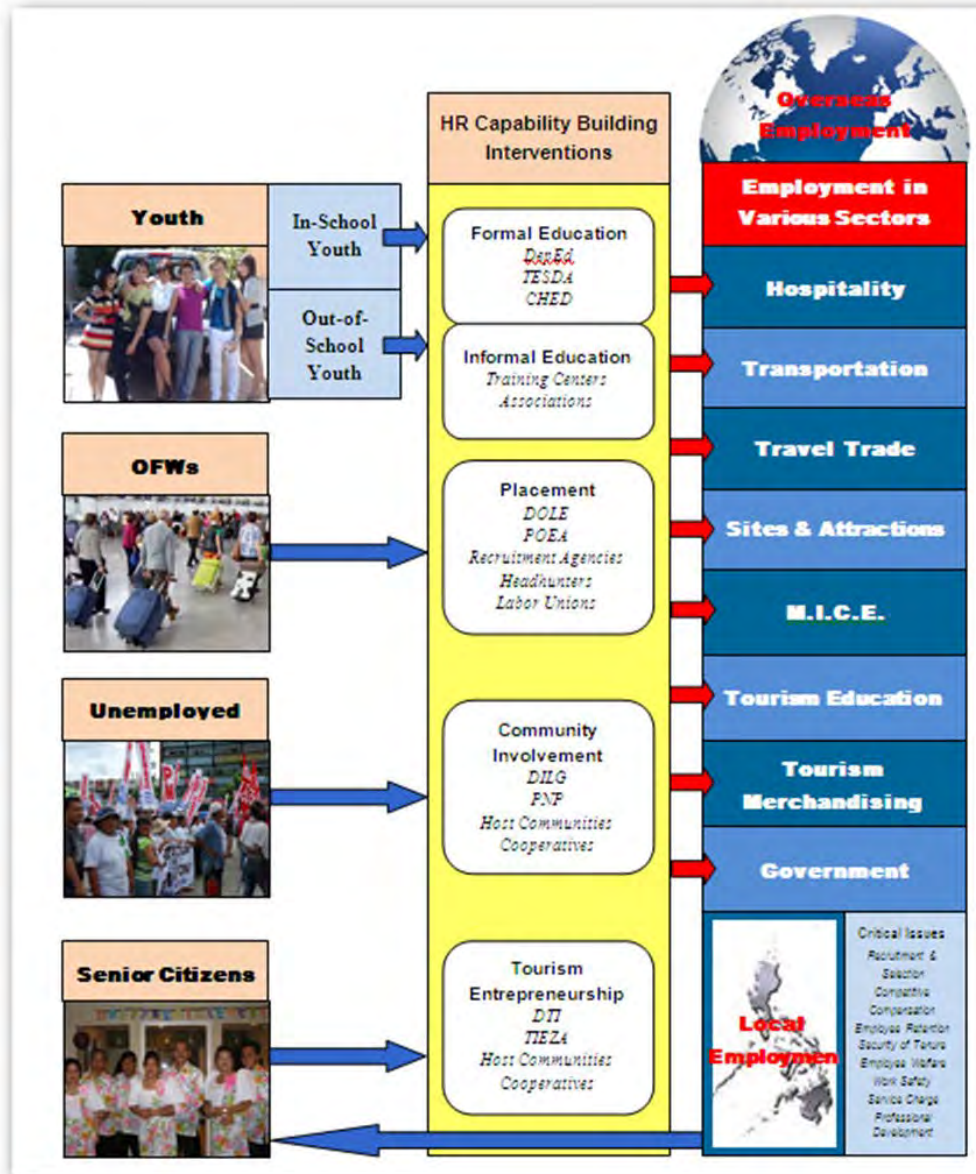 Overseas
Employment
HR Capability Building
Interventions
Employment in
Various Sectors
Youth
In-School
Youth
Out-of-
School
Youth
Formal Education
DepEd
TESDA
CHED
Informal Education
Training Centers
Associations
OFWs
Placement
DOLE
POEA
Recruitment Agencies
Headhunters
Labor Unions
Unemployed
Community
Involvement
DILG
PNP
Host Communities
Cooperatives
Senior Citizens
Tourism
Entrepreneurship
DTI
TIEZA
Host Communities
Cooperatives
Hospitality
Transportation
Travel Trade
Sites & Attractions
M.I.C.E.
Tourism Education
Tourism
Merchandising
Government
Local
Employmen
Critical Issues
Recruitment &
Selection
Competitive
Compensation
Employee Retention
Security of Tenure
Employee Welfare
Work Safety
Service Charge
Professional
Development